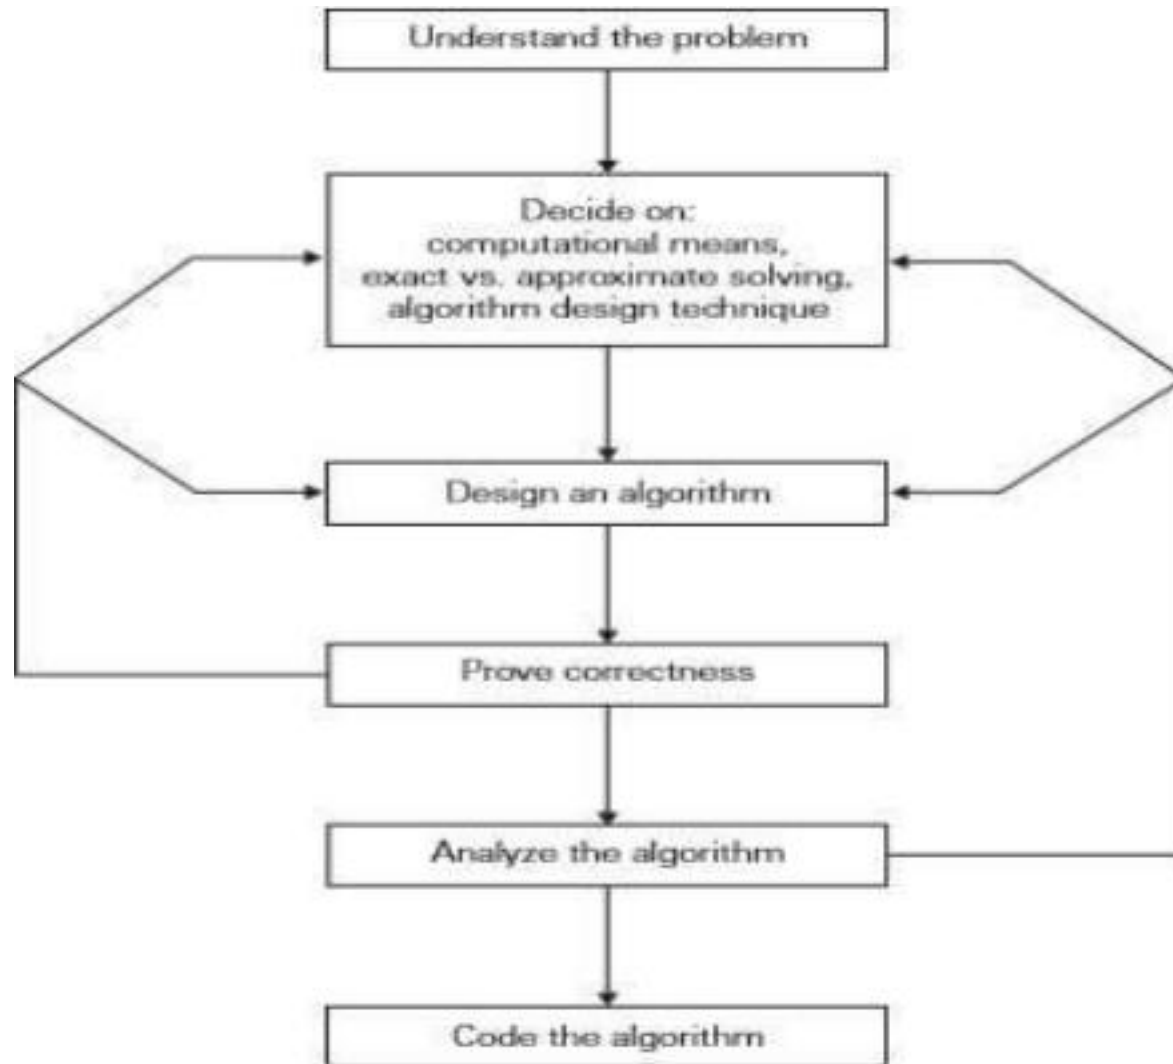 Understand the problem
Decide on:
computational means,
exact vs. approximate solving,
algorithm design technique
Design an algorithm
Prove correctness
Analyze the algorithm
Code the algorithm